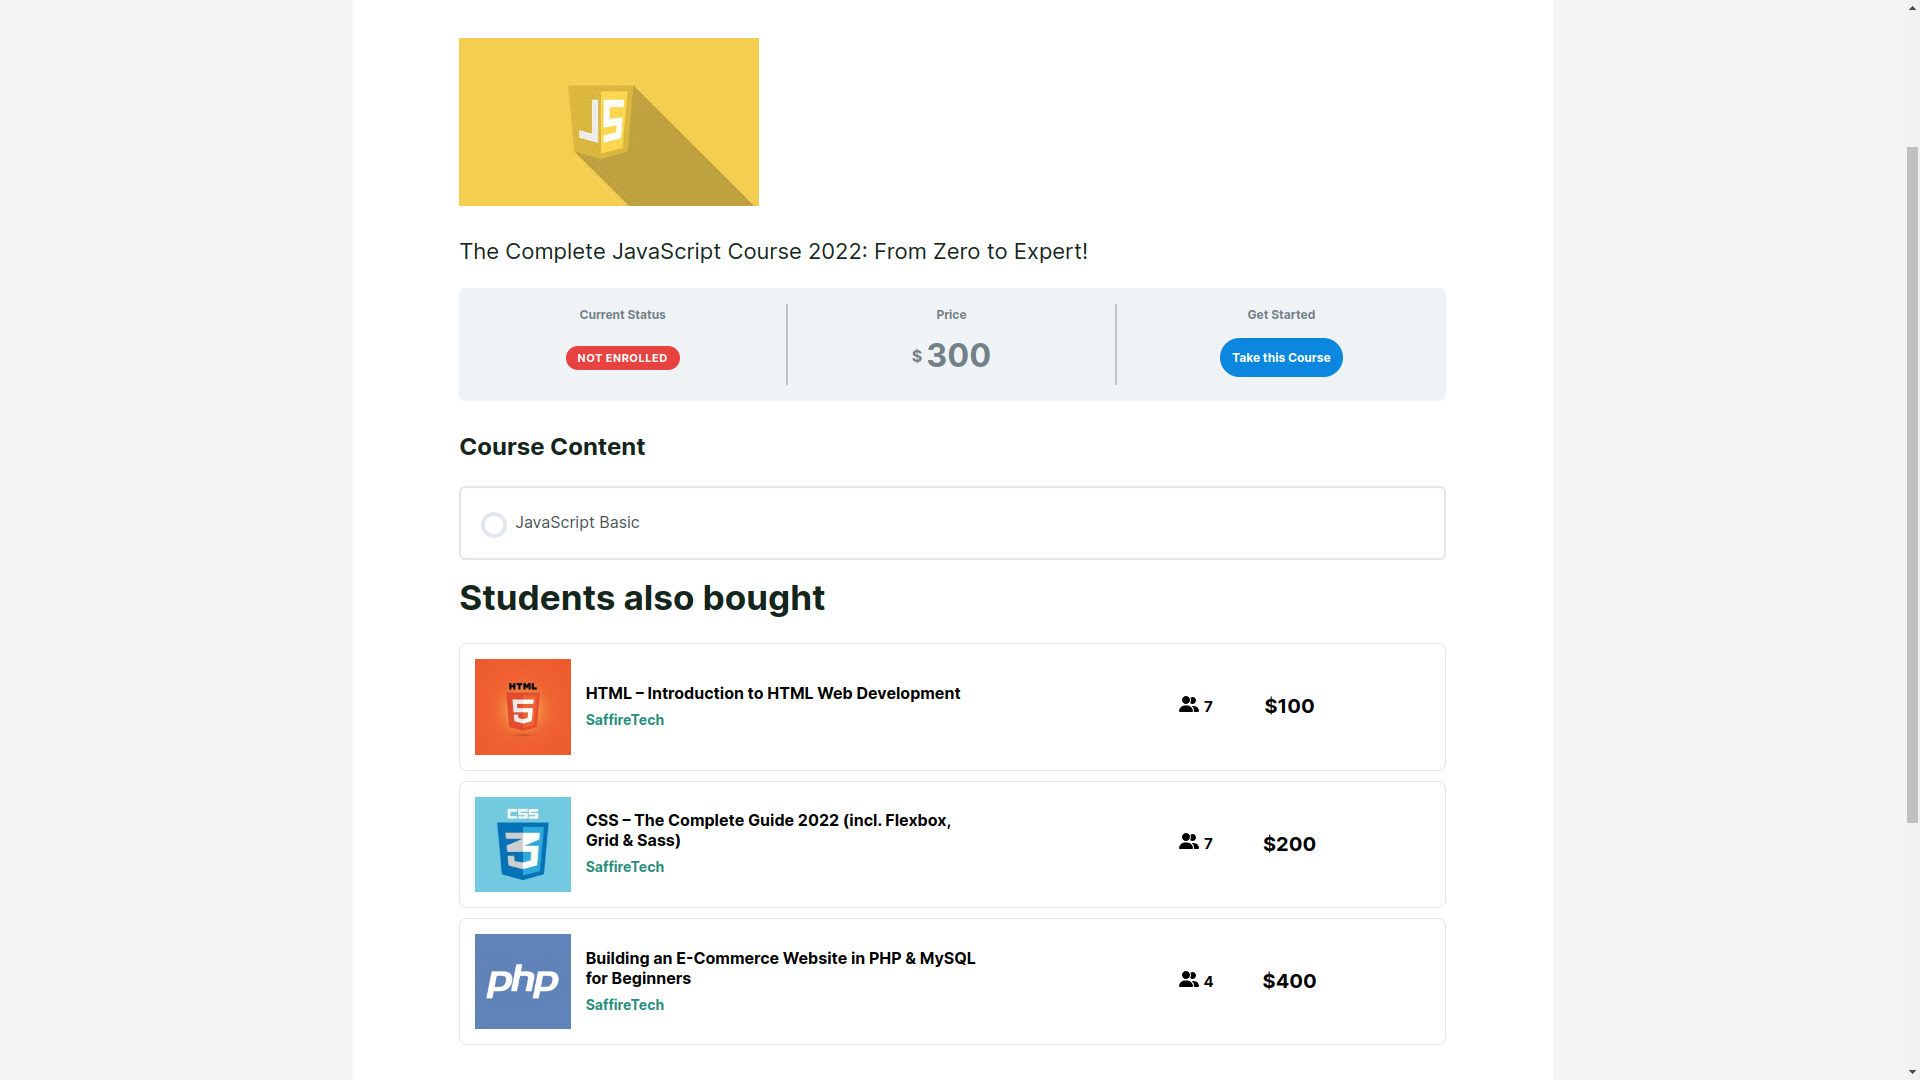 JS
The Complete JavaScript Course 2022: From Zero to Expert!
Current Status
NOT ENROLLED
Price
$ 300
Get Started
Take this Course
Course Content
JavaScript Basic
Students also bought
HTML
5
HTML – Introduction to HTML Web Development
SaffireTech
7
$100
CSS
3
CSS – The Complete Guide 2022 (incl. Flexbox,
Grid & Sass)
SaffireTech
7
$200
php
Building an E-Commerce Website in PHP & MySQL
for Beginners
SaffireTech
4
$400